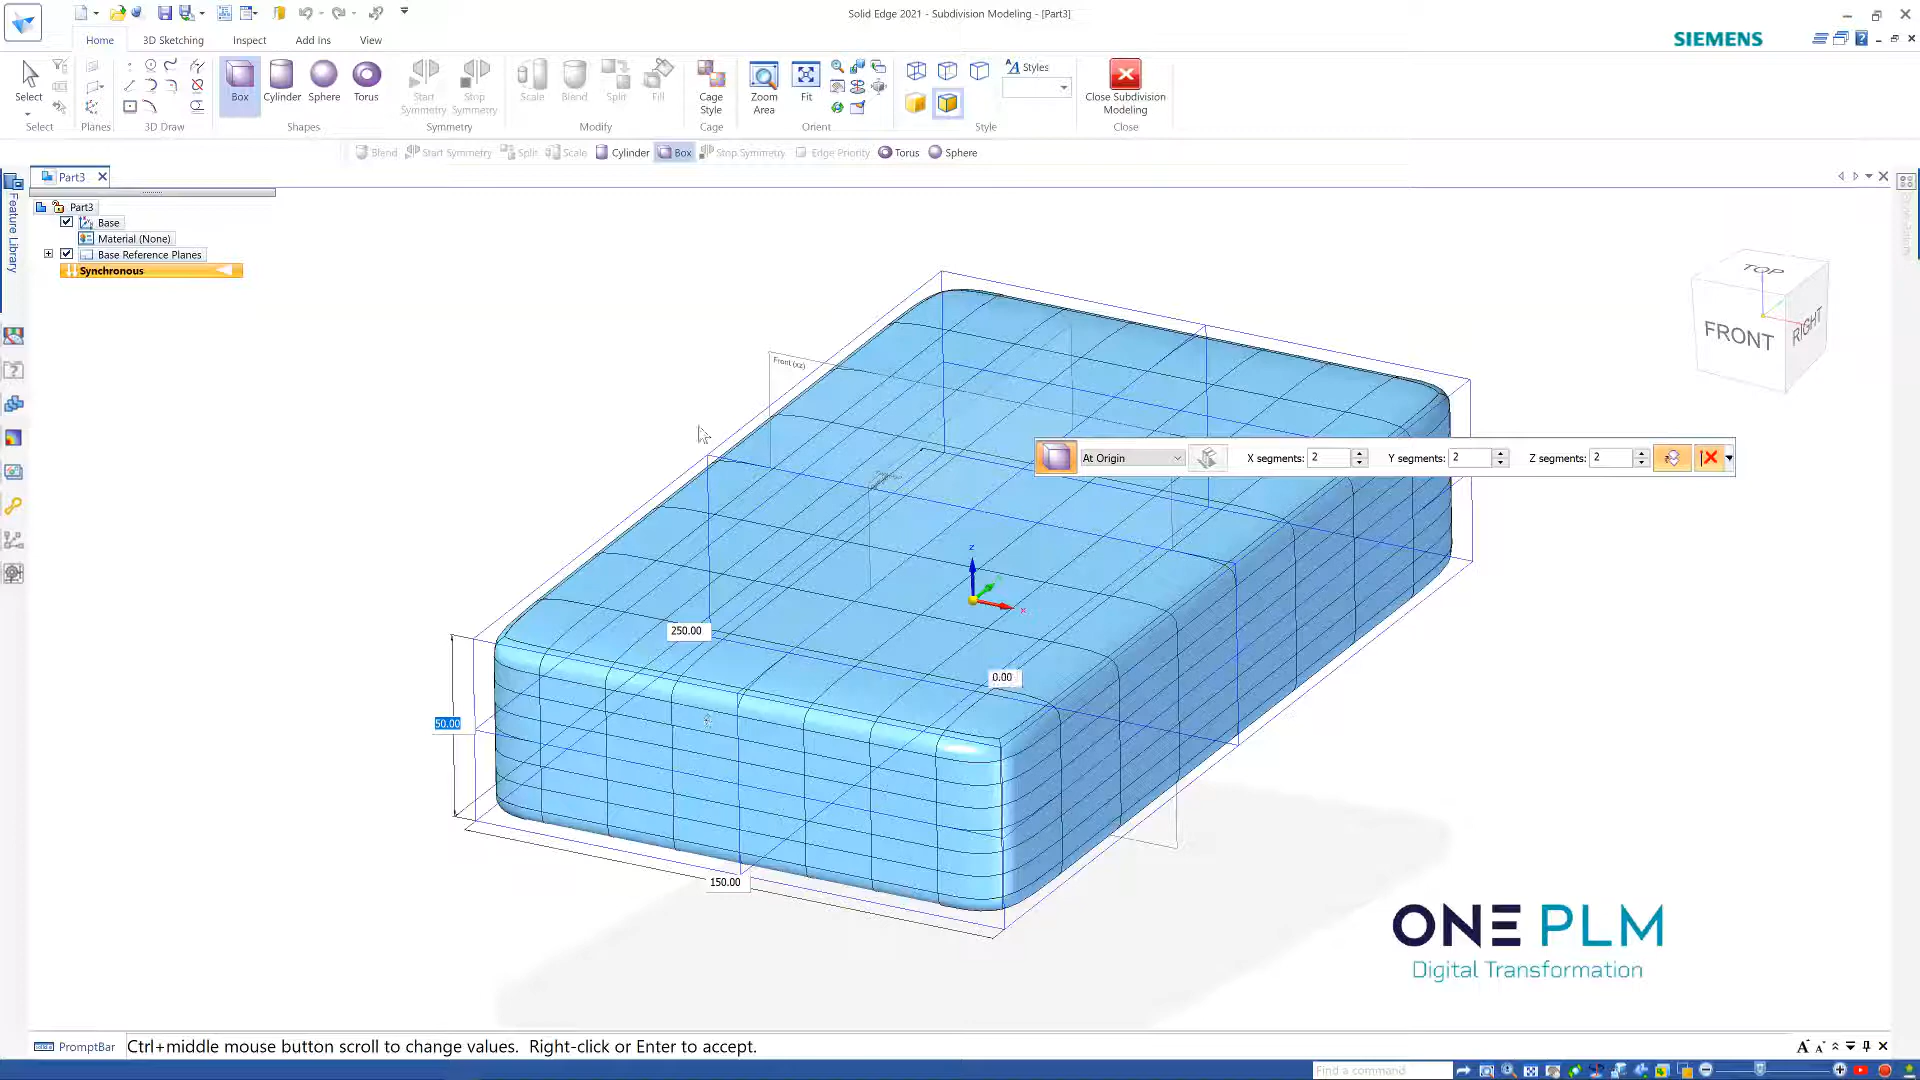 Solid Edge 2021 - Subdivision Modeling - [Part3]
Home 3D Sketching Inspect Add Ins View
SIEMENS
Select
Box Cylinder Sphere Torus
Start Symmetry
Stop Symmetry
Scale Blend Split Fill
Cage Style
Zoom Area
Fit
Styles
Close Subdivision Modeling
Select Planes 3D Draw Shapes Symmetry Modify Cage Orient Style Close
Blend Start Symmetry Split Scale Cylinder Box Stop Symmetry Edge Priority Torus Sphere
Part3
Feature Library
Part3
Base
Material (None)
Base Reference Planes
Synchronous
TOP
FRONT
RIGHT
Front (xz)
At Origin X segments: 2 Y segments: 2 Z segments: 2
z
x
250.00
0.00
50.00
150.00
ONE PLM
Digital Transformation
PromptBar Ctrl+middle mouse button scroll to change values. Right-click or Enter to accept.
Find a command